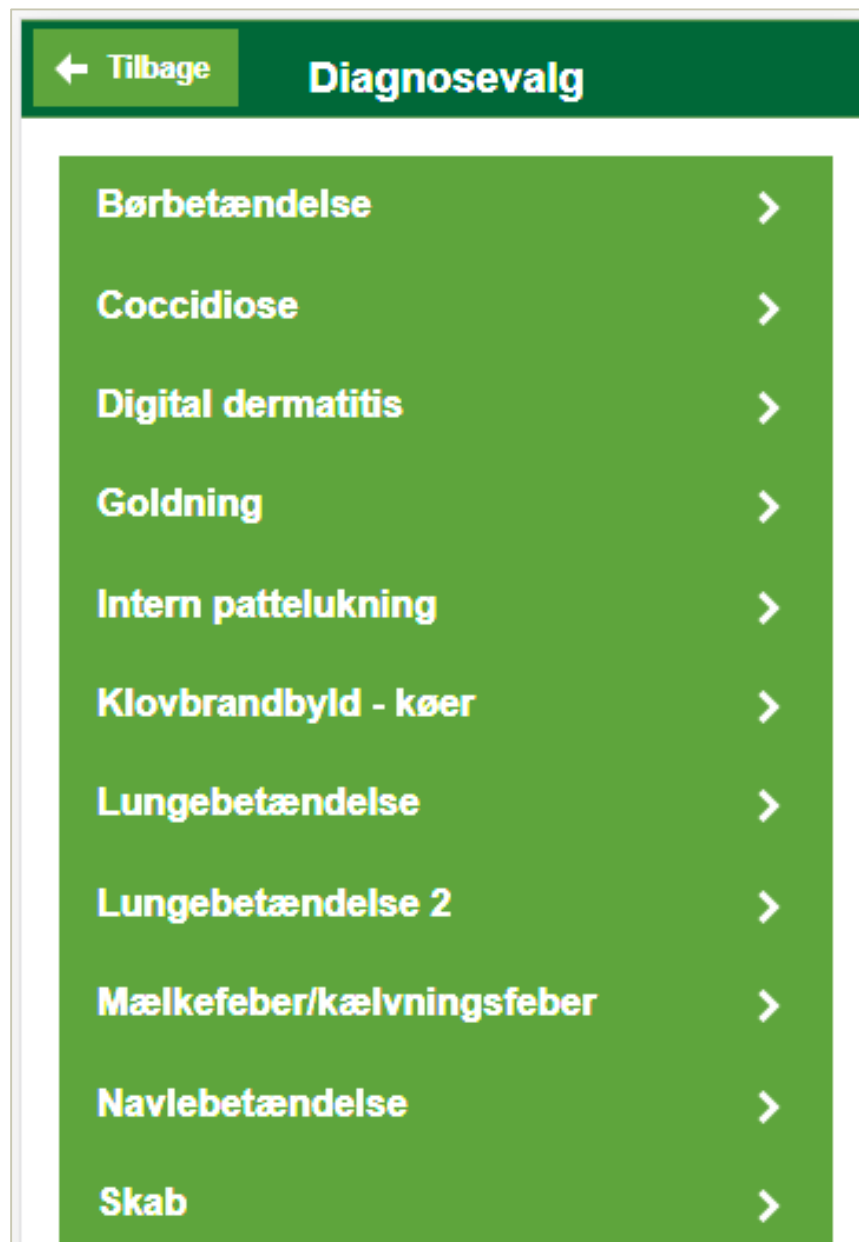 Tilbage
Diagnosevalg
Børbetændelse
Coccidiose
Digital dermatitis
Goldning
Intern pattelukning
Klovbrandbyld - køer
Lungebetændelse
Lungebetændelse 2
Mælkefeber/kælvningsfeber
Navlebetændelse
Skab